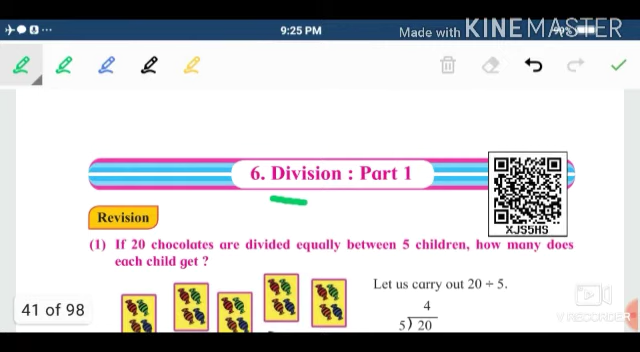 9:25 PM
Made with KINEMASTER
6. Division : Part 1
XJS5HS
Revision
(1) If 20 chocolates are divided equally between 5 children, how many does
each child get ?
Let us carry out 20 ÷ 5.
4
5) 20
41 of 98
V RECORDER